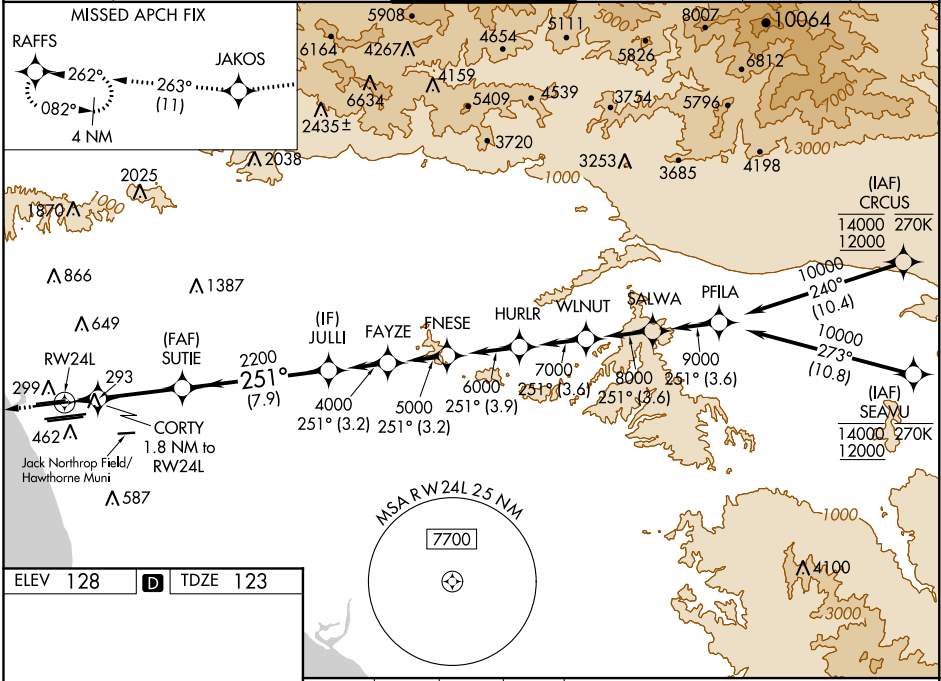 MISSED APCH FIX
RAFFS
JAKOS
262°
263°
(11)
082°
4 NM
5908
6164
4267
4654
5111
5826
8007
10064
6812
6634
4159
2435±
5409
4539
3754
5796
7000
3720
3253
3685
4198
3000
1000
2038
2025
1870
1000
866
1387
649
(IAF)
CRCUS
14000 270K
12000
10000
240°
(10.4)
PFILA
SALWA
WLNUT
HURLR
FNESE
FAYZE
(IF)
JULLI
(FAF)
SUTIE
RW24L
299
293
2200
251°
(7.9)
4000
251° (3.2)
5000
251° (3.2)
6000
251° (3.9)
7000
251° (3.6)
8000
251° (3.6)
9000
251° (3.6)
10000
273°
(10.8)
(IAF)
SEAVU
14000 270K
12000
462
CORTY
1.8 NM to
RW24L
Jack Northrop Field/
Hawthorne Muni
587
MSA RW24L 25 NM
7700
1000
4100
3000
ELEV 128 D TDZE 123